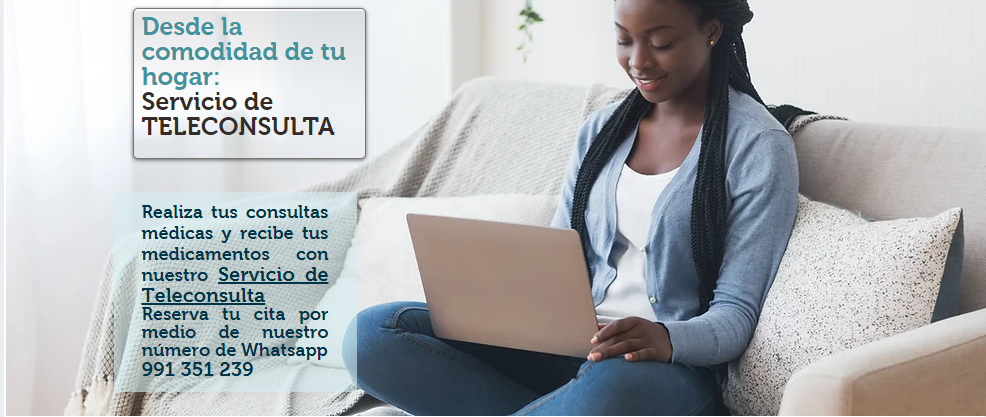 Desde la
comodidad de tu
hogar:
Servicio de
TELECONSULTA
Realiza tus consultas
médicas y recibe tus
medicamentos con
nuestro Servicio de
Teleconsulta
Reserva tu cita por
medio de nuestro
número de Whatsapp
991 351 239